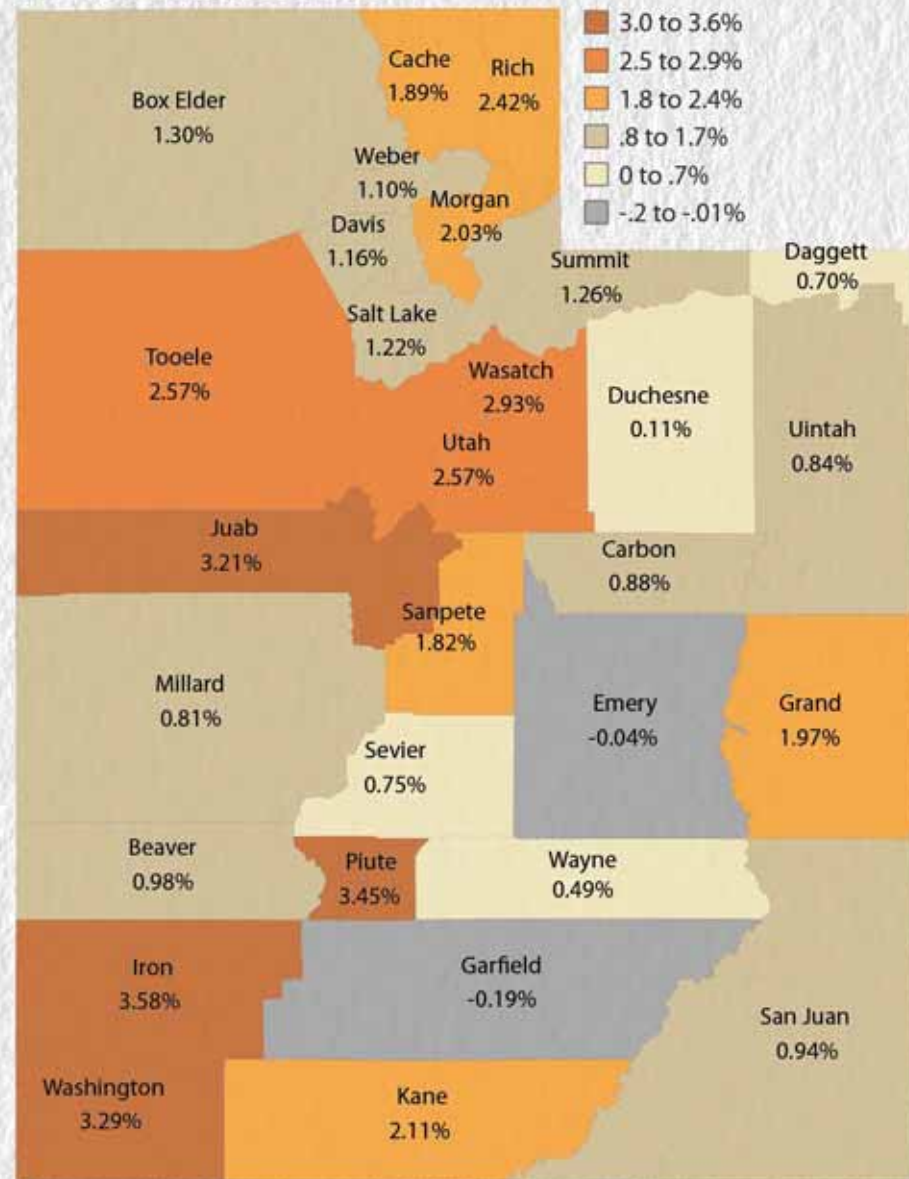 3.0 to 3.6%
2.5 to 2.9%
1.8 to 2.4%
.8 to 1.7%
0 to .7%
-.2 to -.01%
Cache
1.89%
Rich
2.42%
Box Elder
1.30%
Weber
1.10%
Morgan
2.03%
Davis
1.16%
Summit
1.26%
Daggett
0.70%
Salt Lake
1.22%
Tooele
2.57%
Wasatch
2.93%
Duchesne
0.11%
Uintah
0.84%
Utah
2.57%
Juab
3.21%
Carbon
0.88%
Sanpete
1.82%
Millard
0.81%
Emery
-0.04%
Grand
1.97%
Sevier
0.75%
Beaver
0.98%
Piute
3.45%
Wayne
0.49%
Iron
3.58%
Garfield
-0.19%
San Juan
0.94%
Washington
3.29%
Kane
2.11%